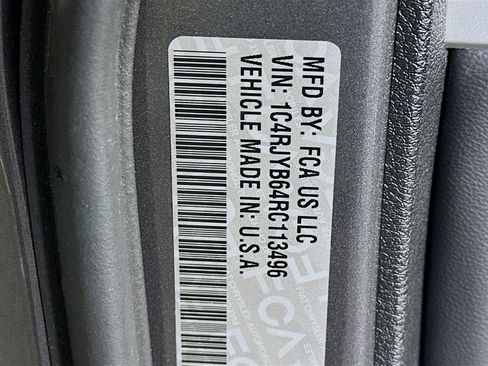 MFD BY: FCA US LLC
VIN: 1C4RJYB64RC113496
VEHICLE MADE IN: U.S.A.